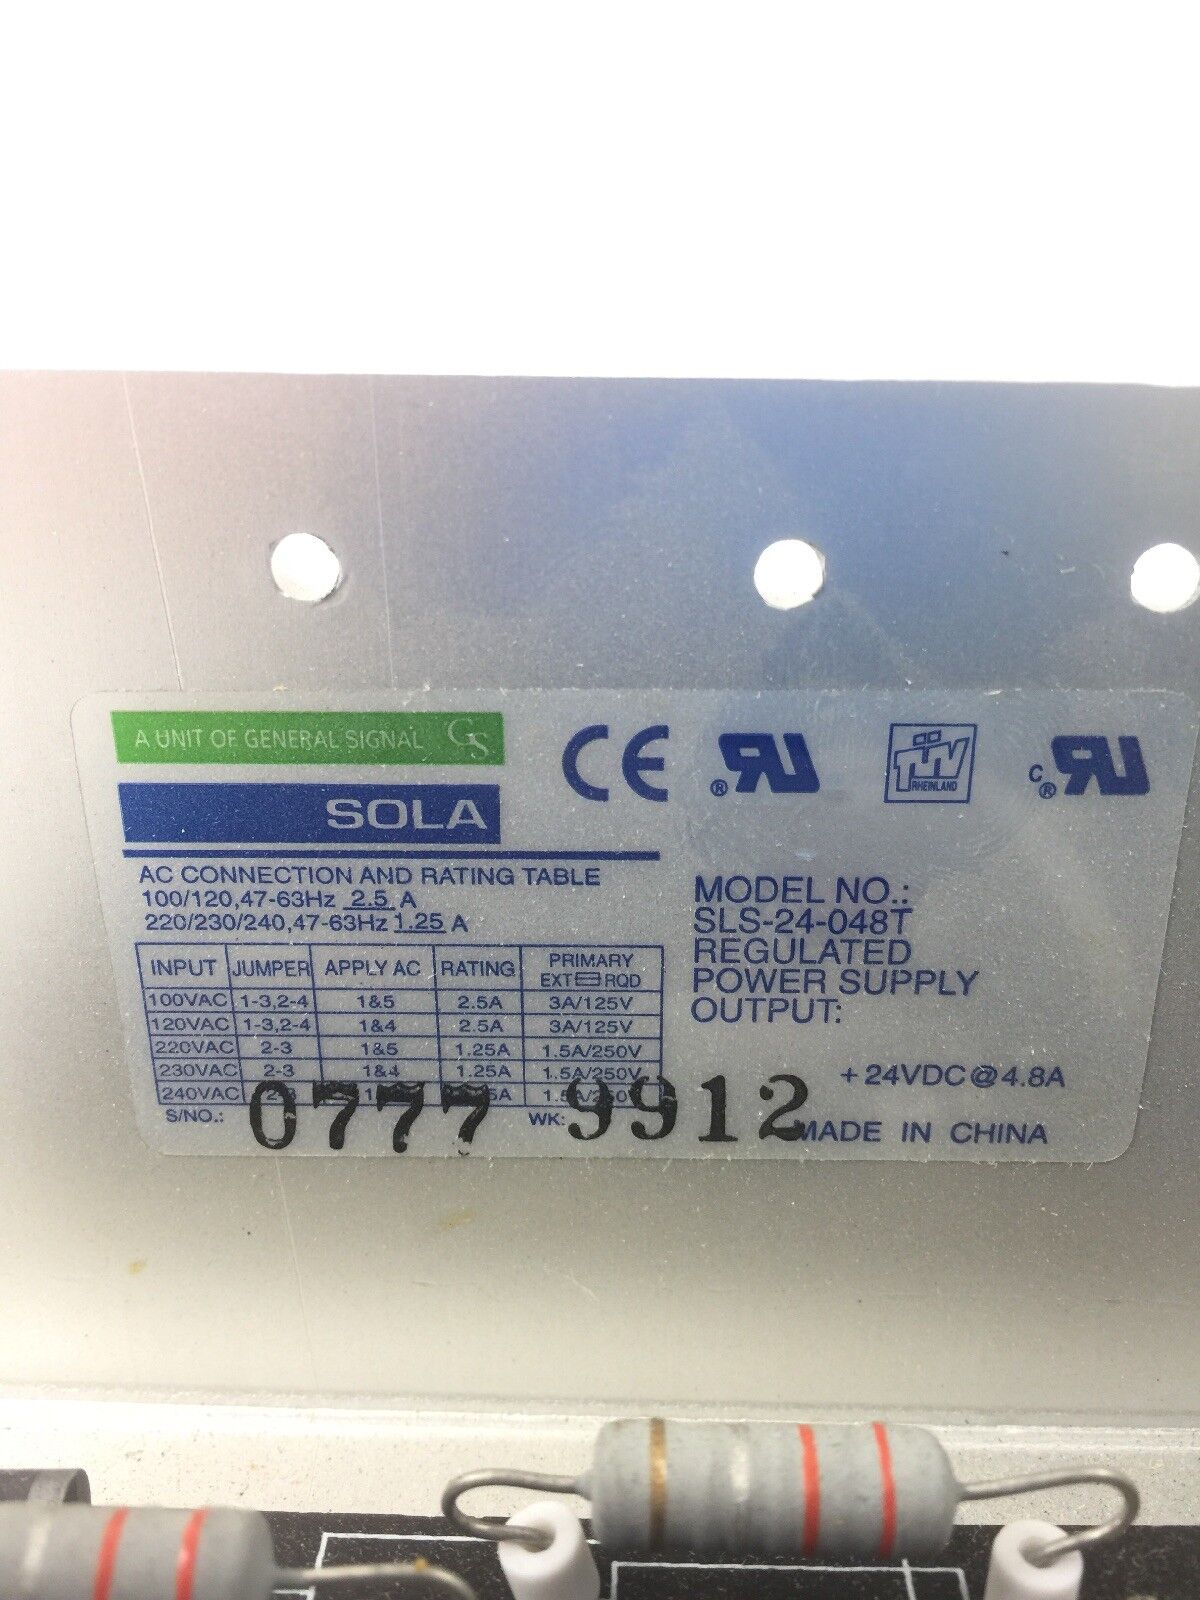 A UNIT OF GENERAL SIGNAL GS
SOLA
CE
® RU
TÜV
RHEINLAND
C ® RU
AC CONNECTION AND RATING TABLE
100/120,47-63Hz 2.5 A
220/230/240,47-63Hz 1.25 A
INPUT JUMPER APPLY AC RATING PRIMARY EXT RQD
100VAC 1-3,2-4 1&5 2.5A 3A/125V
120VAC 1-3,2-4 1&4 2.5A 3A/125V
220VAC 2-3 1&5 1.25A 1.5A/250V
230VAC 2-3 1&4 1.25A 1.5A/250V
240VAC
S/NO.: 0777 WK: 9912
MODEL NO.:
SLS-24-048T
REGULATED
POWER SUPPLY
OUTPUT:
+24VDC@4.8A
MADE IN CHINA